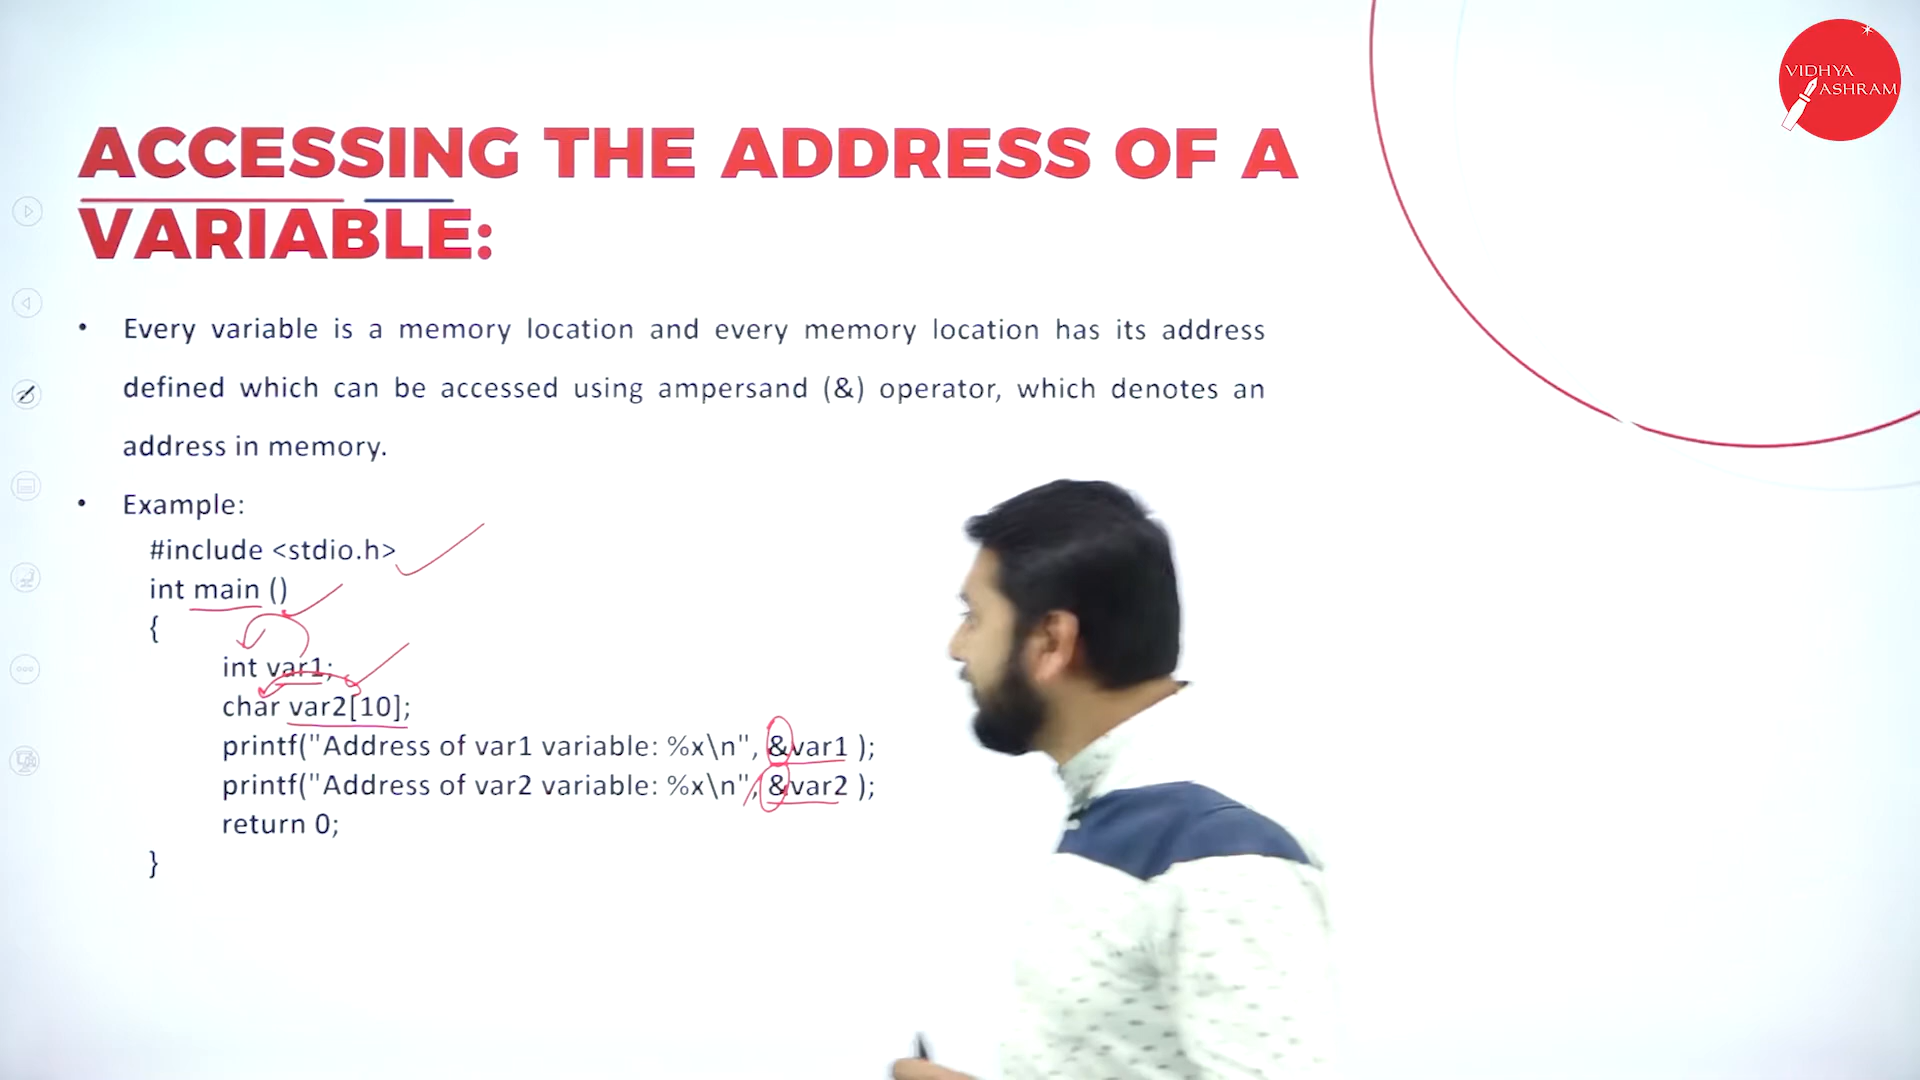 VIDHYA
ASHRAM
ACCESSING THE ADDRESS OF A
VARIABLE:
• Every variable is a memory location and every memory location has its address
defined which can be accessed using ampersand (&) operator, which denotes an
address in memory.
• Example:
#include <stdio.h>
int main ()
{
int var1;
char var2[10];
printf("Address of var1 variable: %x\n", &var1 );
printf("Address of var2 variable: %x\n", &var2 );
return 0;
}